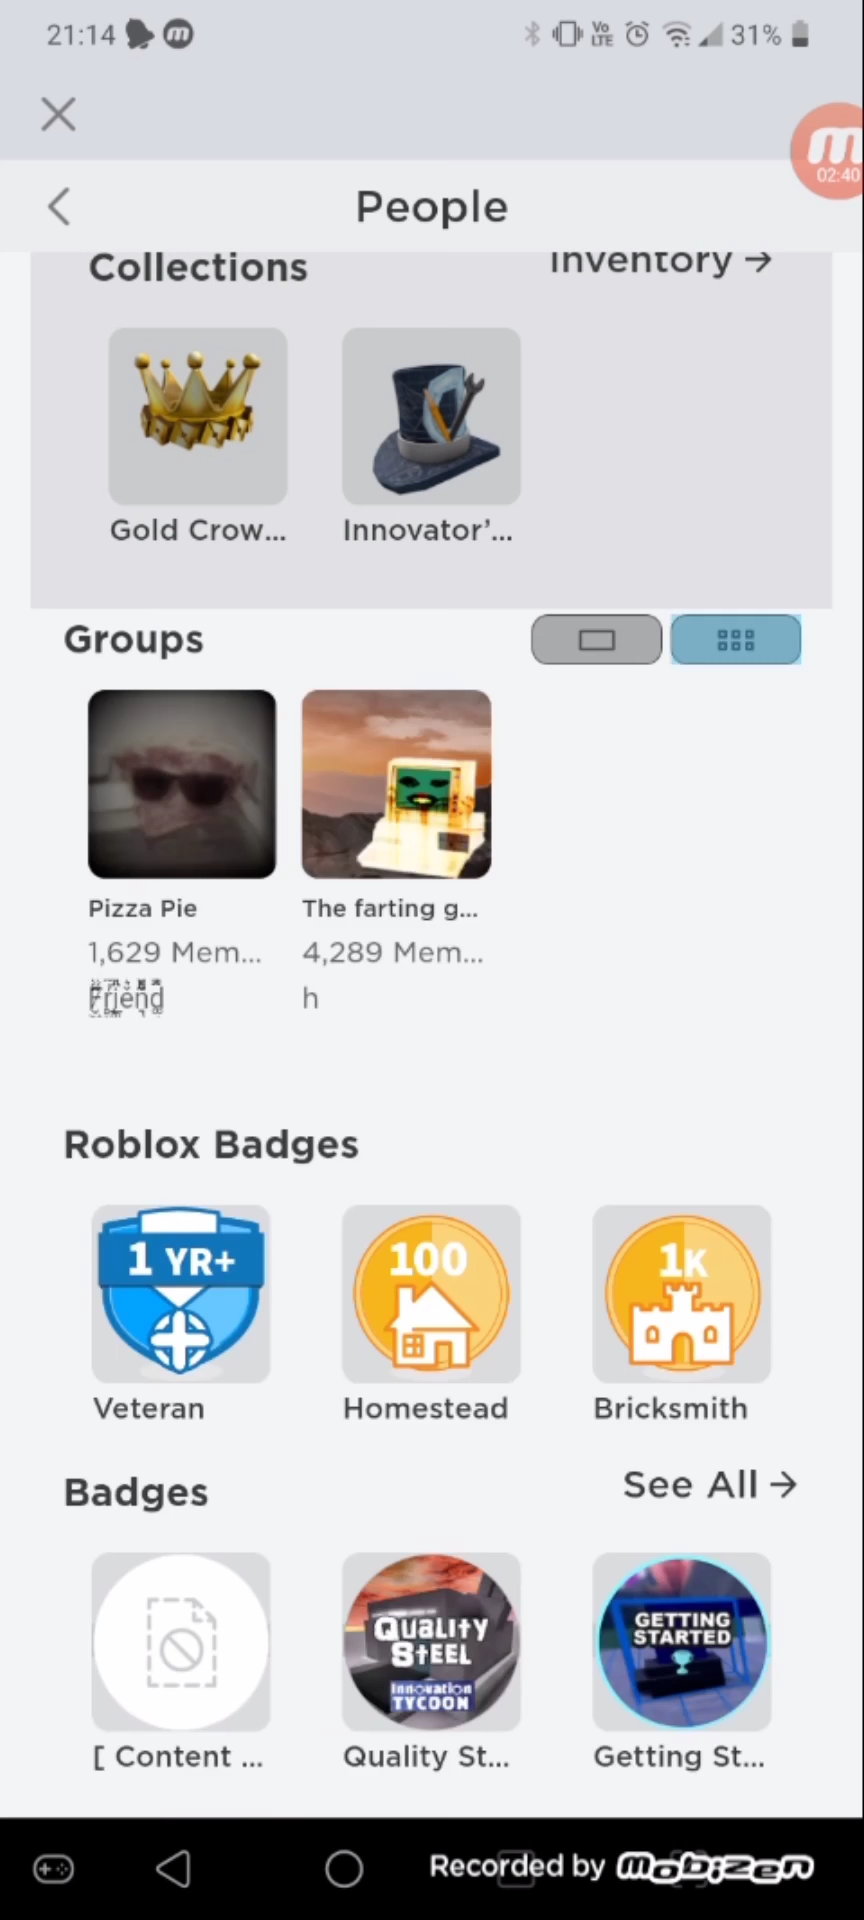 21:14
Vo
LTE
31%
m
02:40
People
Collections
Inventory →
Gold Crow...
Innovator’...
Groups
Pizza Pie
The farting g...
1,629 Mem...
4,289 Mem...
Friend
h
Roblox Badges
1 YR+
100
1K
Veteran
Homestead
Bricksmith
Badges
See All →
QUALITY
STEEL
Innovation
TYCOON
GETTING
STARTED
[ Content ...
Quality St...
Getting St...
Recorded by mobizen